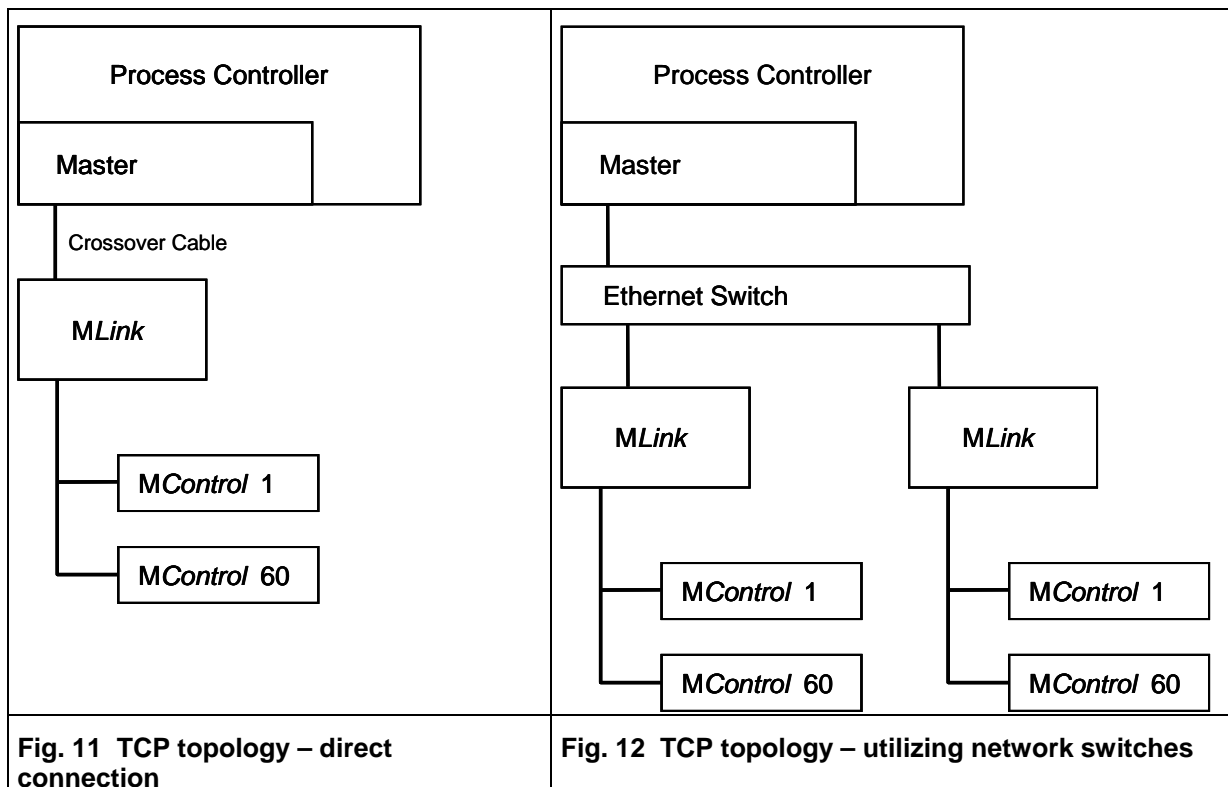 Process Controller
Master
Crossover Cable
MLink
MControl 1
MControl 60
Fig. 11 TCP topology – direct
connection
Process Controller
Master
Ethernet Switch
MLink
MLink
MControl 1
MControl 1
MControl 60
MControl 60
Fig. 12 TCP topology – utilizing network switches